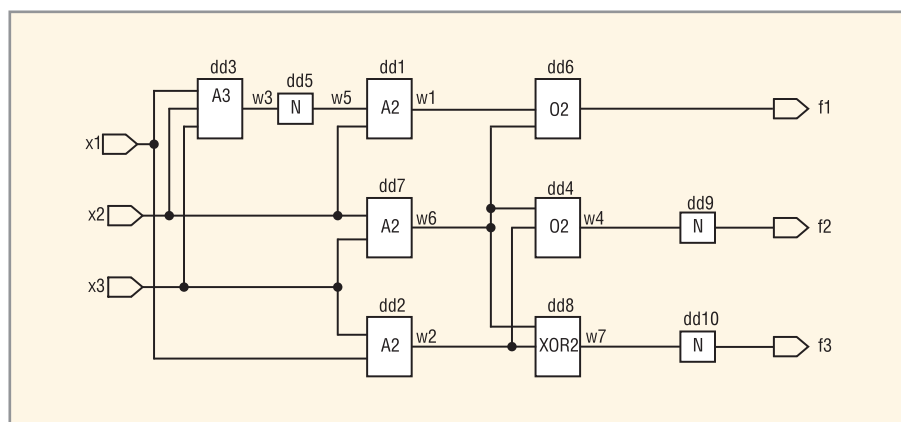 dd3
dd5
dd1
dd6
A3
w3
N
w5
A2
w1
O2
f1
x1
x2
dd7
A2
w6
dd4
O2
w4
dd9
N
f2
x3
dd2
A2
w2
dd8
XOR2
w7
dd10
N
f3